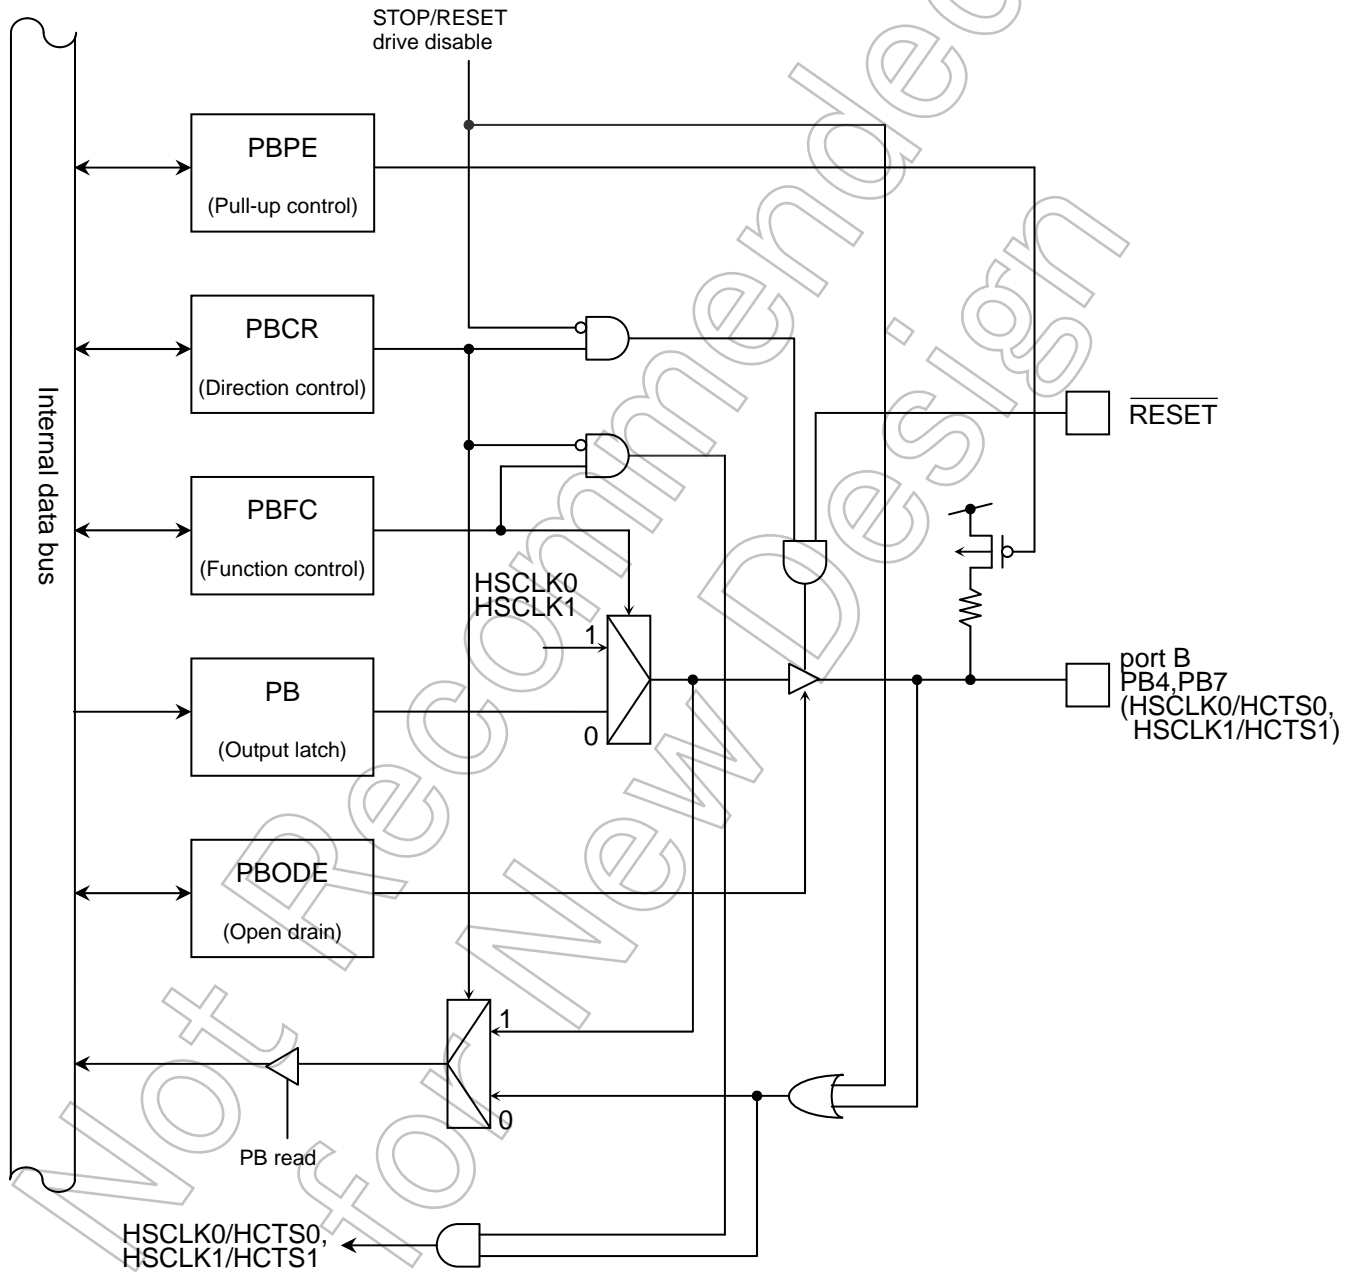 STOP/RESET
drive disable
PBPE
(Pull-up control)
PBCR
(Direction control)
RESET
Internal data bus
PBFC
(Function control)
HSCLK0
HSCLK1
1
0
PB
(Output latch)
port B
PB4,PB7
(HSCLK0/HCTS0,
HSCLK1/HCTS1)
PBODE
(Open drain)
1
0
PB read
HSCLK0/HCTS0,
HSCLK1/HCTS1
Not Recommended
for New Design